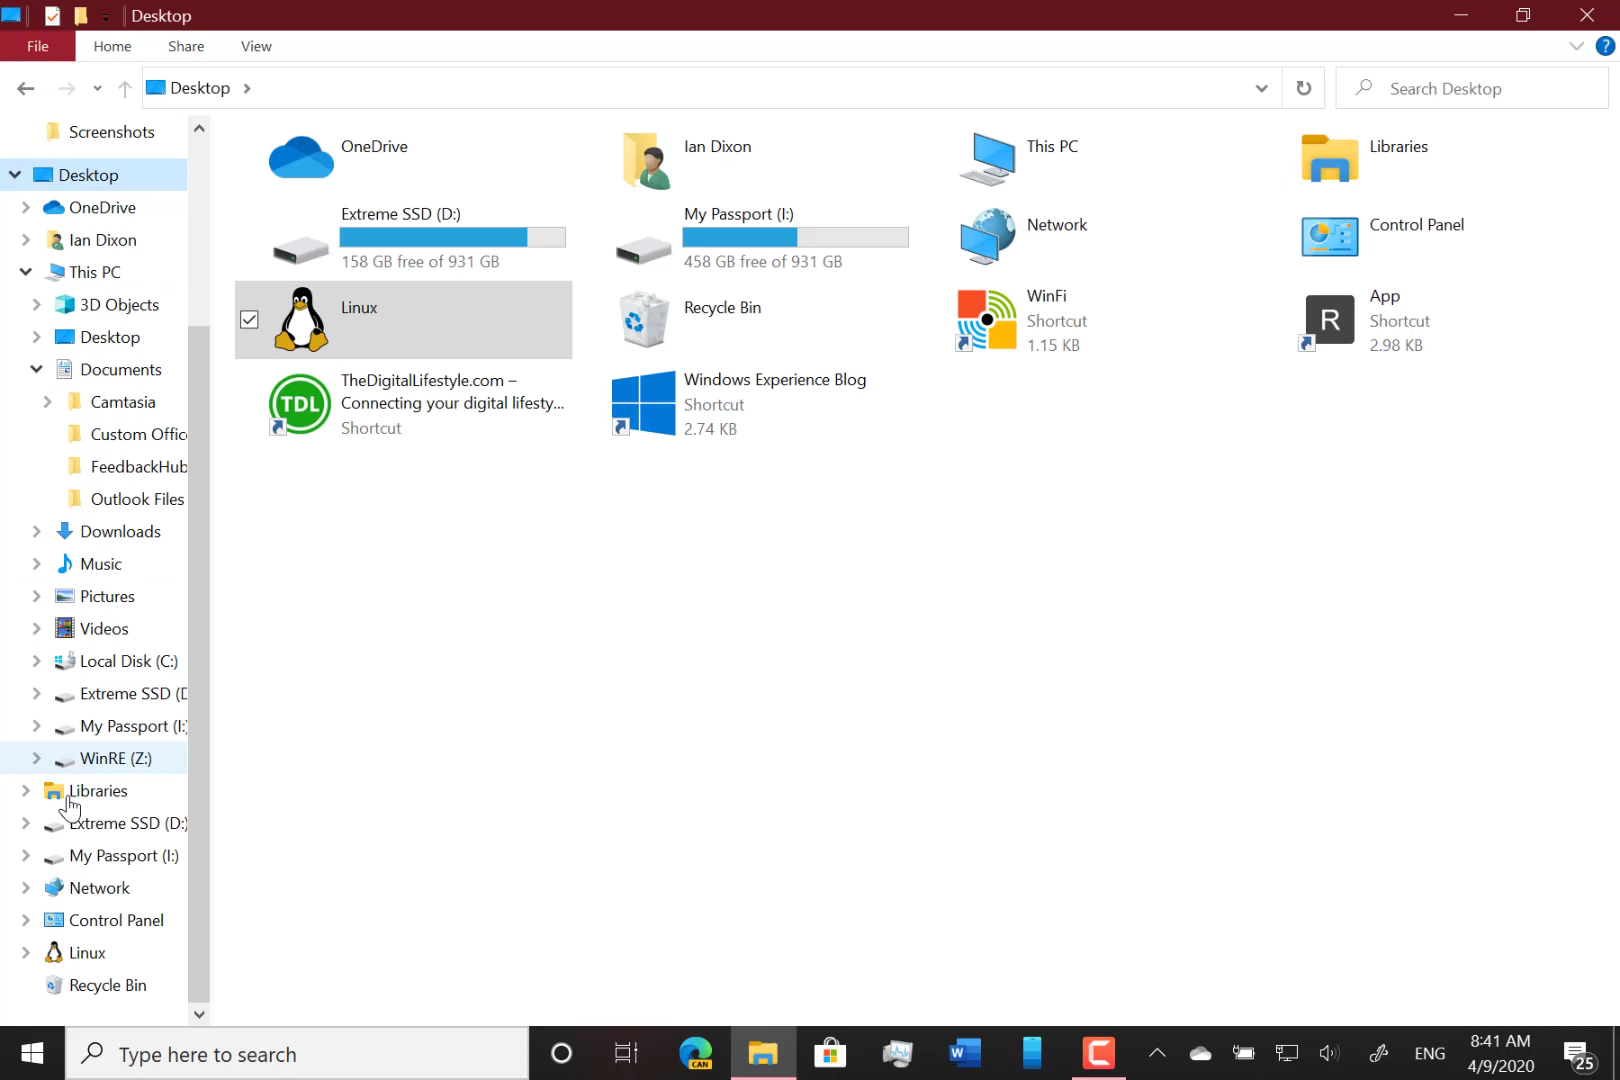 Desktop
File Home Share View
?
Desktop
Search Desktop
Screenshots
Desktop
OneDrive
Ian Dixon
This PC
3D Objects
Desktop
Documents
Camtasia
Custom Offic
FeedbackHub
Outlook Files
Downloads
Music
Pictures
Videos
Local Disk (C:)
Extreme SSD (D
My Passport (I:)
WinRE (Z:)
Libraries
Extreme SSD (D:)
My Passport (I:)
Network
Control Panel
Linux
Recycle Bin
OneDrive
Ian Dixon
This PC
Libraries
Extreme SSD (D:)
158 GB free of 931 GB
My Passport (I:)
458 GB free of 931 GB
Network
Control Panel
Linux
Recycle Bin
WinFi
Shortcut
1.15 KB
R
App
Shortcut
2.98 KB
TDL
TheDigitalLifestyle.com –
Connecting your digital lifesty...
Shortcut
Windows Experience Blog
Shortcut
2.74 KB
Type here to search
CAN
W
ENG
8:41 AM
4/9/2020
25